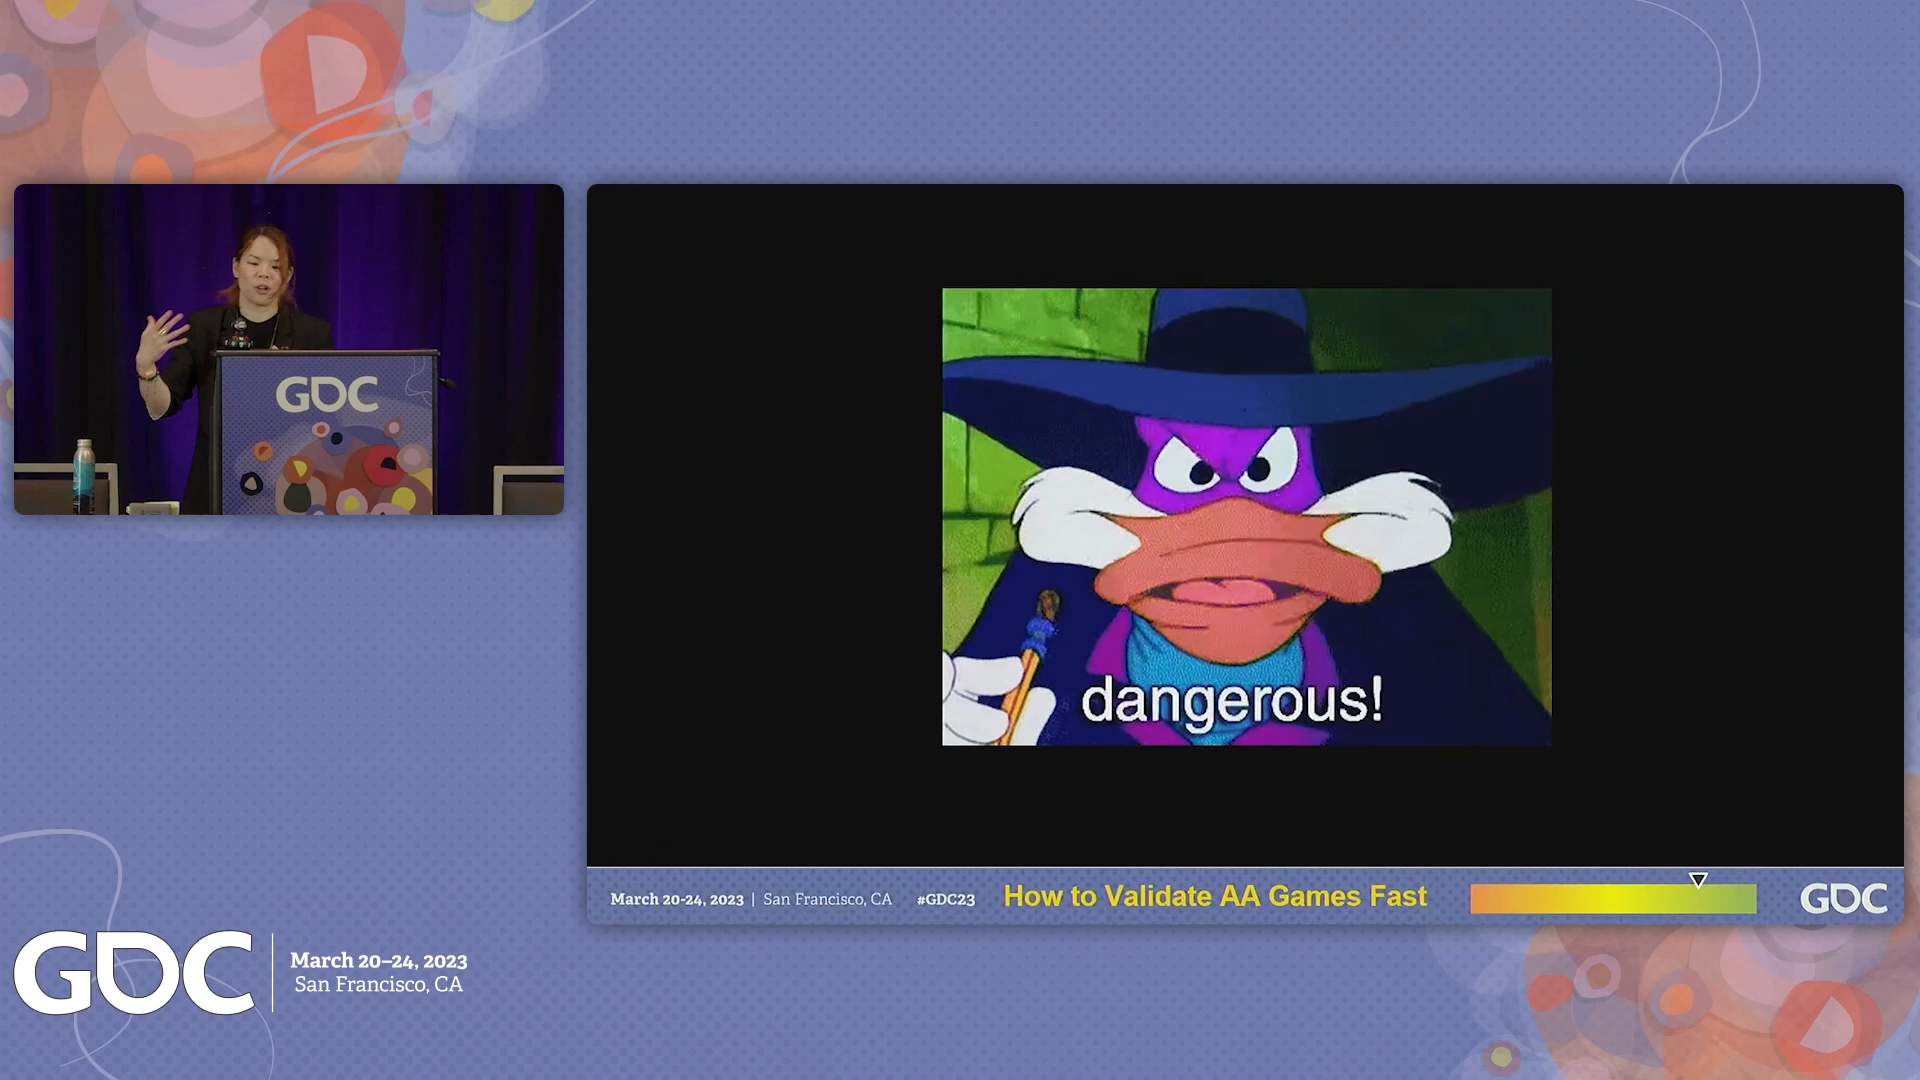 GDC
dangerous!
March 20-24, 2023 | San Francisco, CA #GDC23 How to Validate AA Games Fast GDC
GDC
March 20–24, 2023
San Francisco, CA